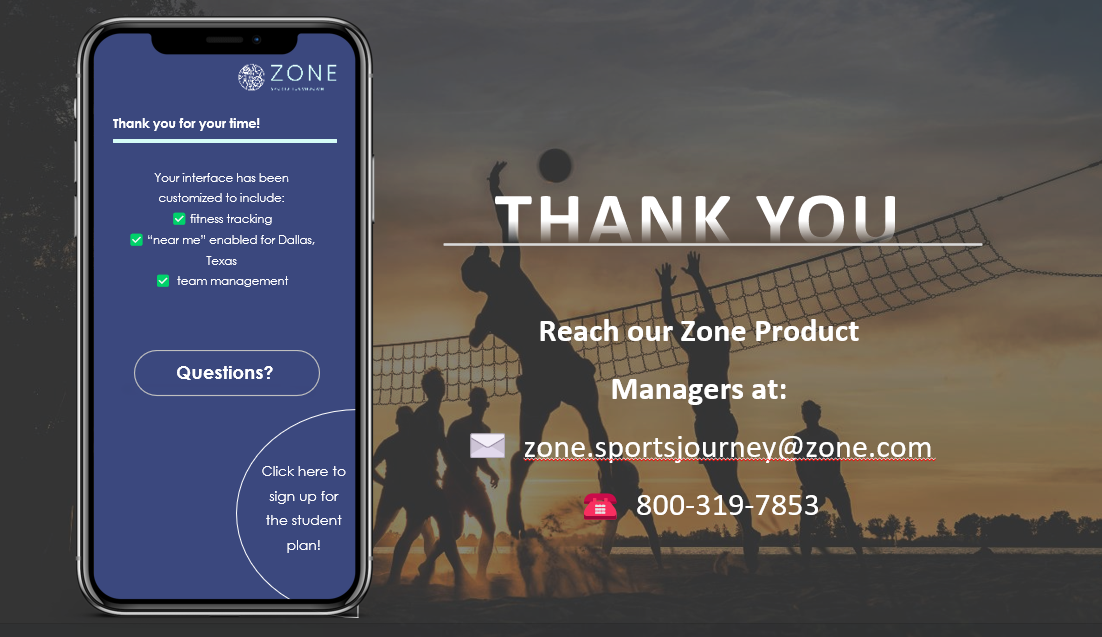 ZONE
Thank you for your time!
Your interface has been
customized to include:
✅ fitness tracking
✅ “near me” enabled for Dallas,
Texas
✅ team management
Questions?
Click here to
sign up for
the student
plan!
THANK YOU
Reach our Zone Product
Managers at:
zone.sportsjourney@zone.com
800-319-7853